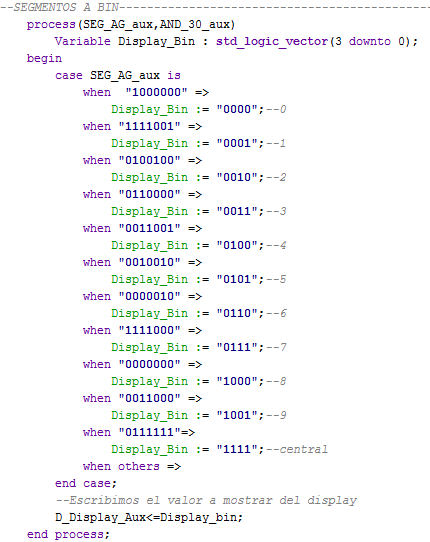 --SEGMENTOS A BIN--------------------------------------------
process(SEG_AG_aux,AND_30_aux)
Variable Display_Bin : std_logic_vector(3 downto 0);
begin
case SEG_AG_aux is
when  "1000000" =>
Display_Bin := "0000";--0
when "1111001" =>
Display_Bin := "0001";--1
when "0100100" =>
Display_Bin := "0010";--2
when "0110000" =>
Display_Bin := "0011";--3
when "0011001" =>
Display_Bin := "0100";--4
when "0010010" =>
Display_Bin := "0101";--5
when "0000010" =>
Display_Bin := "0110";--6
when "1111000" =>
Display_Bin := "0111";--7
when "0000000" =>
Display_Bin := "1000";--8
when "0011000" =>
Display_Bin := "1001";--9
when "0111111"=>
Display_Bin := "1111";--central
when others =>
end case;
--Escribimos el valor a mostrar del display
D_Display_Aux<=Display_bin;
end process;